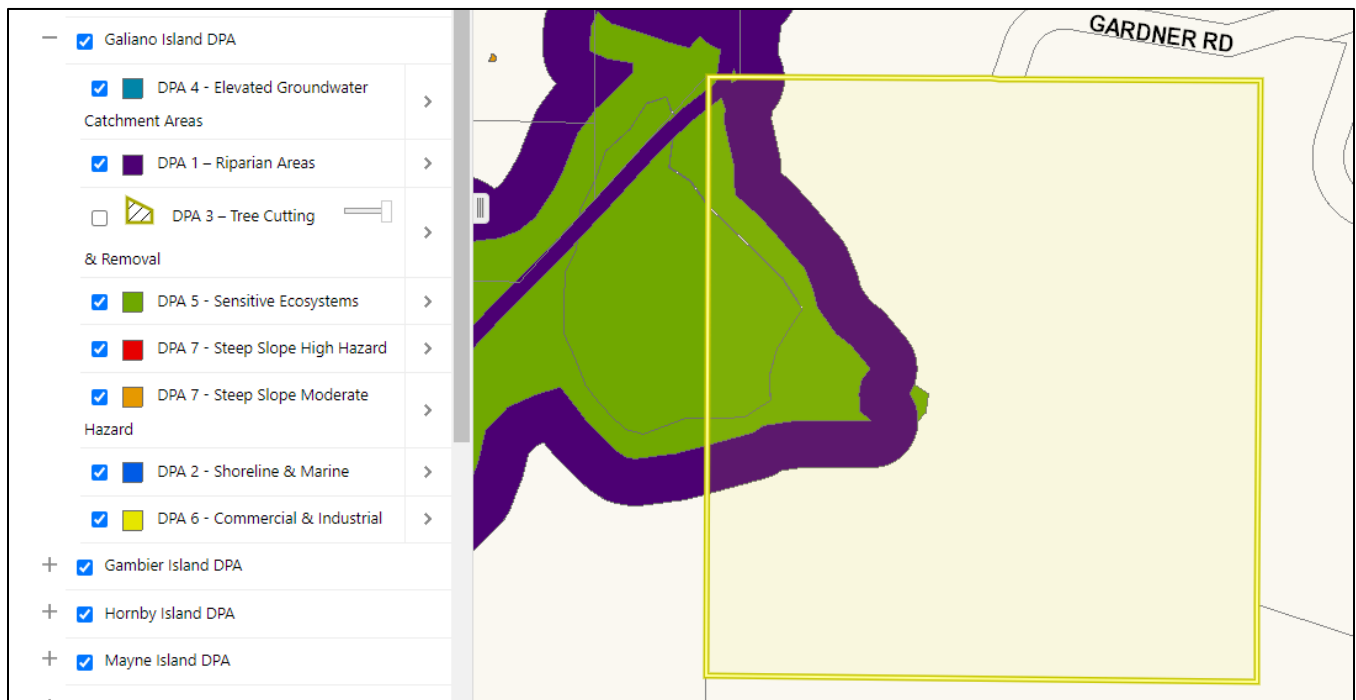 Galiano Island DPA
DPA 4 - Elevated Groundwater
Catchment Areas
DPA 1 – Riparian Areas
DPA 3 – Tree Cutting
& Removal
DPA 5 - Sensitive Ecosystems
DPA 7 - Steep Slope High Hazard
DPA 7 - Steep Slope Moderate
Hazard
DPA 2 - Shoreline & Marine
DPA 6 - Commercial & Industrial
Gambier Island DPA
Hornby Island DPA
Mayne Island DPA
GARDNER RD